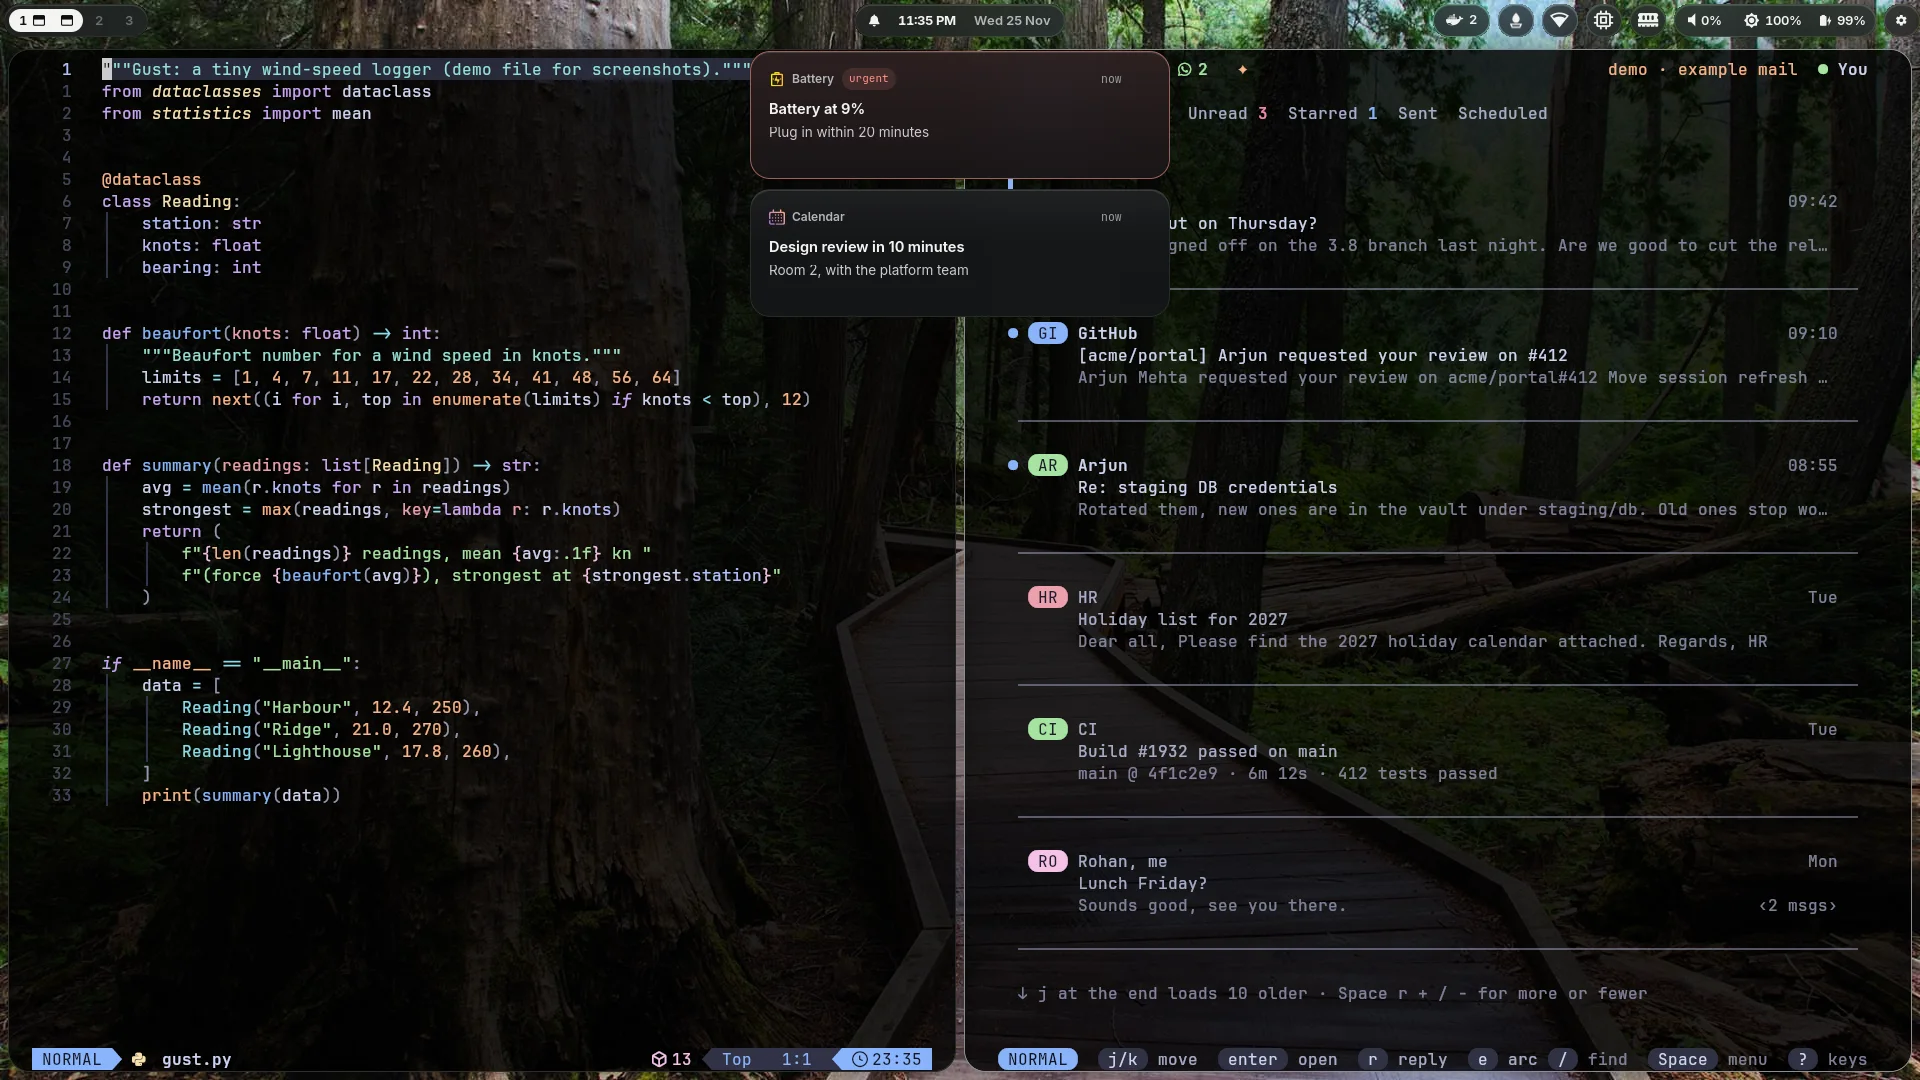 1 2 3
11:35 PM Wed 25 Nov
2 0% 100% 99%
1 """Gust: a tiny wind-speed logger (demo file for screenshots)."""
1 from dataclasses import dataclass
2 from statistics import mean
3
4
5 @dataclass
6 class Reading:
7 station: str
8 knots: float
9 bearing: int
10
11
12 def beaufort(knots: float) -> int:
13 """Beaufort number for a wind speed in knots."""
14 limits = [1, 4, 7, 11, 17, 22, 28, 34, 41, 48, 56, 64]
15 return next((i for i, top in enumerate(limits) if knots < top), 12)
16
17
18 def summary(readings: list[Reading]) -> str:
19 avg = mean(r.knots for r in readings)
20 strongest = max(readings, key=lambda r: r.knots)
21 return (
22 f"{len(readings)} readings, mean {avg:.1f} kn "
23 f"(force {beaufort(avg)}), strongest at {strongest.station}"
24 )
25
26
27 if __name__ == "__main__":
28 data = [
29 Reading("Harbour", 12.4, 250),
30 Reading("Ridge", 21.0, 270),
31 Reading("Lighthouse", 17.8, 260),
32 ]
33 print(summary(data))
NORMAL gust.py 13 Top 1:1 23:35
Battery urgent now
Battery at 9%
Plug in within 20 minutes
Calendar now
Design review in 10 minutes
Room 2, with the platform team
2 demo · example mail You
Unread 3 Starred 1 Sent Scheduled
09:42
ut on Thursday?
gned off on the 3.8 branch last night. Are we good to cut the rel…
GI GitHub 09:10
[acme/portal] Arjun requested your review on #412
Arjun Mehta requested your review on acme/portal#412 Move session refresh …
AR Arjun 08:55
Re: staging DB credentials
Rotated them, new ones are in the vault under staging/db. Old ones stop wo…
HR HR Tue
Holiday list for 2027
Dear all, Please find the 2027 holiday calendar attached. Regards, HR
CI CI Tue
Build #1932 passed on main
main @ 4f1c2e9 · 6m 12s · 412 tests passed
RO Rohan, me Mon
Lunch Friday?
Sounds good, see you there. ‹2 msgs›
↓ j at the end loads 10 older · Space r + / - for more or fewer
NORMAL j/k move enter open r reply e arc / find Space menu ? keys